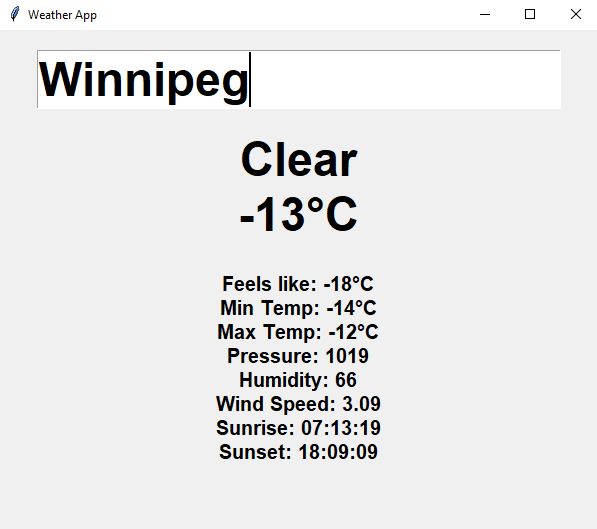 Weather App
Winnipeg
Clear
-13°C
Feels like: -18°C
Min Temp: -14°C
Max Temp: -12°C
Pressure: 1019
Humidity: 66
Wind Speed: 3.09
Sunrise: 07:13:19
Sunset: 18:09:09